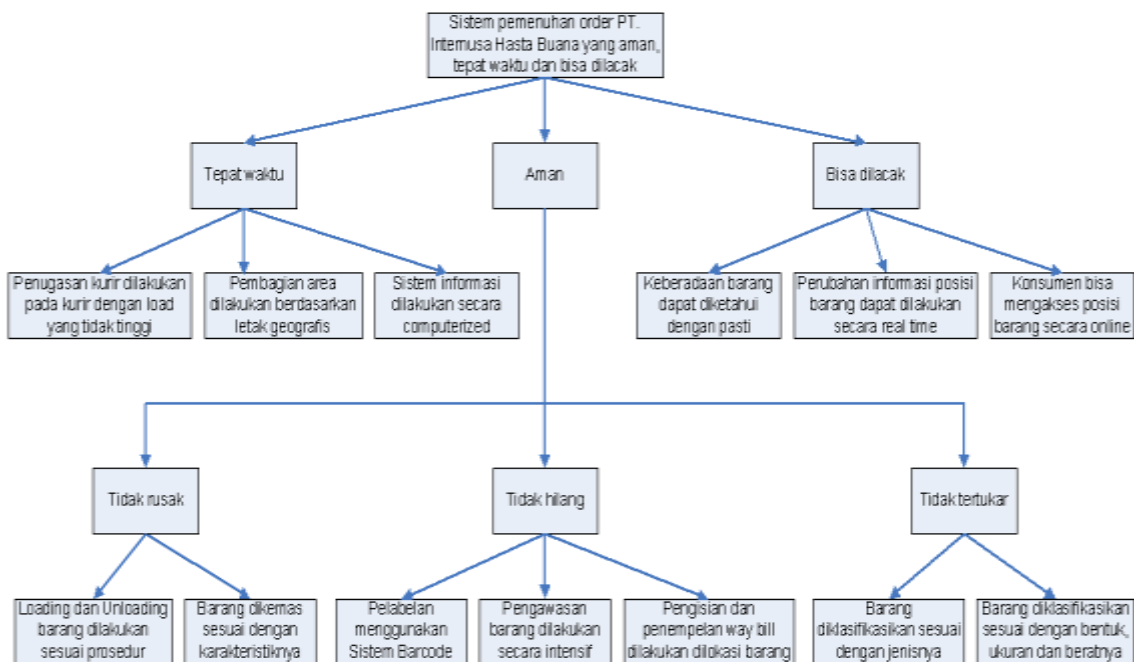 Sistem pemenuhan order PT.
Internusa Hasta Buana yang aman,
tepat waktu dan bisa dilacak
Tepat waktu
Aman
Bisa dilacak
Penugasan kurir dilakukan
pada kurir dengan load
yang tidak tinggi
Pembagian area
dilakukan berdasarkan
letak geografis
Sistem informasi
dilakukan secara
computerized
Keberadaan barang
dapat diketahui
dengan pasti
Perubahan informasi posisi
barang dapat dilakukan
secara real time
Konsumen bisa
mengakses posisi
barang secara online
Tidak rusak
Tidak hilang
Tidak tertukar
Loading dan Unloading
barang dilakukan
sesuai prosedur
Barang dikemas
sesuai dengan
karakteristiknya
Pelabelan
menggunakan
Sistem Barcode
Pengawasan
barang dilakukan
secara intensif
Pengisian dan
penempelan way bill
dilakukan dilokasi barang
Barang
diklasifikasikan sesuai
dengan jenisnya
Barang diklasifikasikan
sesuai dengan bentuk,
ukuran dan beratnya